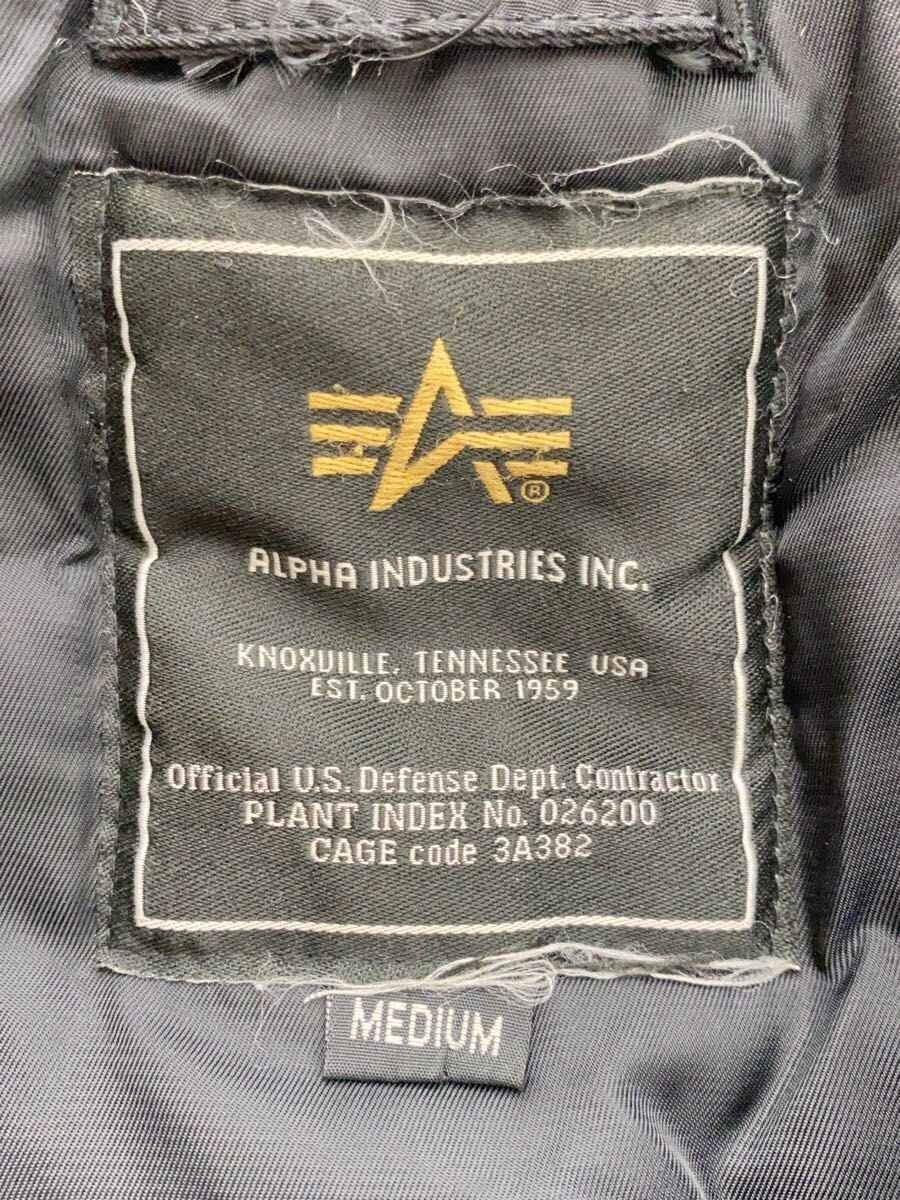 ®
ALPHA INDUSTRIES INC.
KNOXVILLE, TENNESSEE USA
EST. OCTOBER 1959
Official U.S. Defense Dept. Contractor
PLANT INDEX No. 026200
CAGE code 3A382
MEDIUM